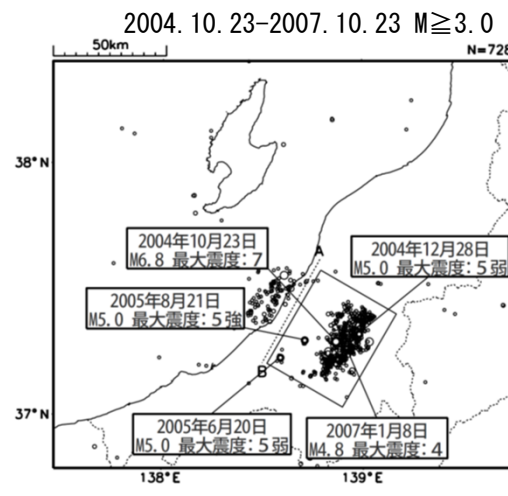 2004.10.23-2007.10.23 M≧3.0
50km
N=728
38°N
A
2004年10月23日
M6.8 最大震度:7
2004年12月28日
M5.0 最大震度:5弱
2005年8月21日
M5.0 最大震度:5強
B
37°N
2005年6月20日
M5.0 最大震度:5弱
2007年1月8日
M4.8 最大震度:4
138°E
139°E